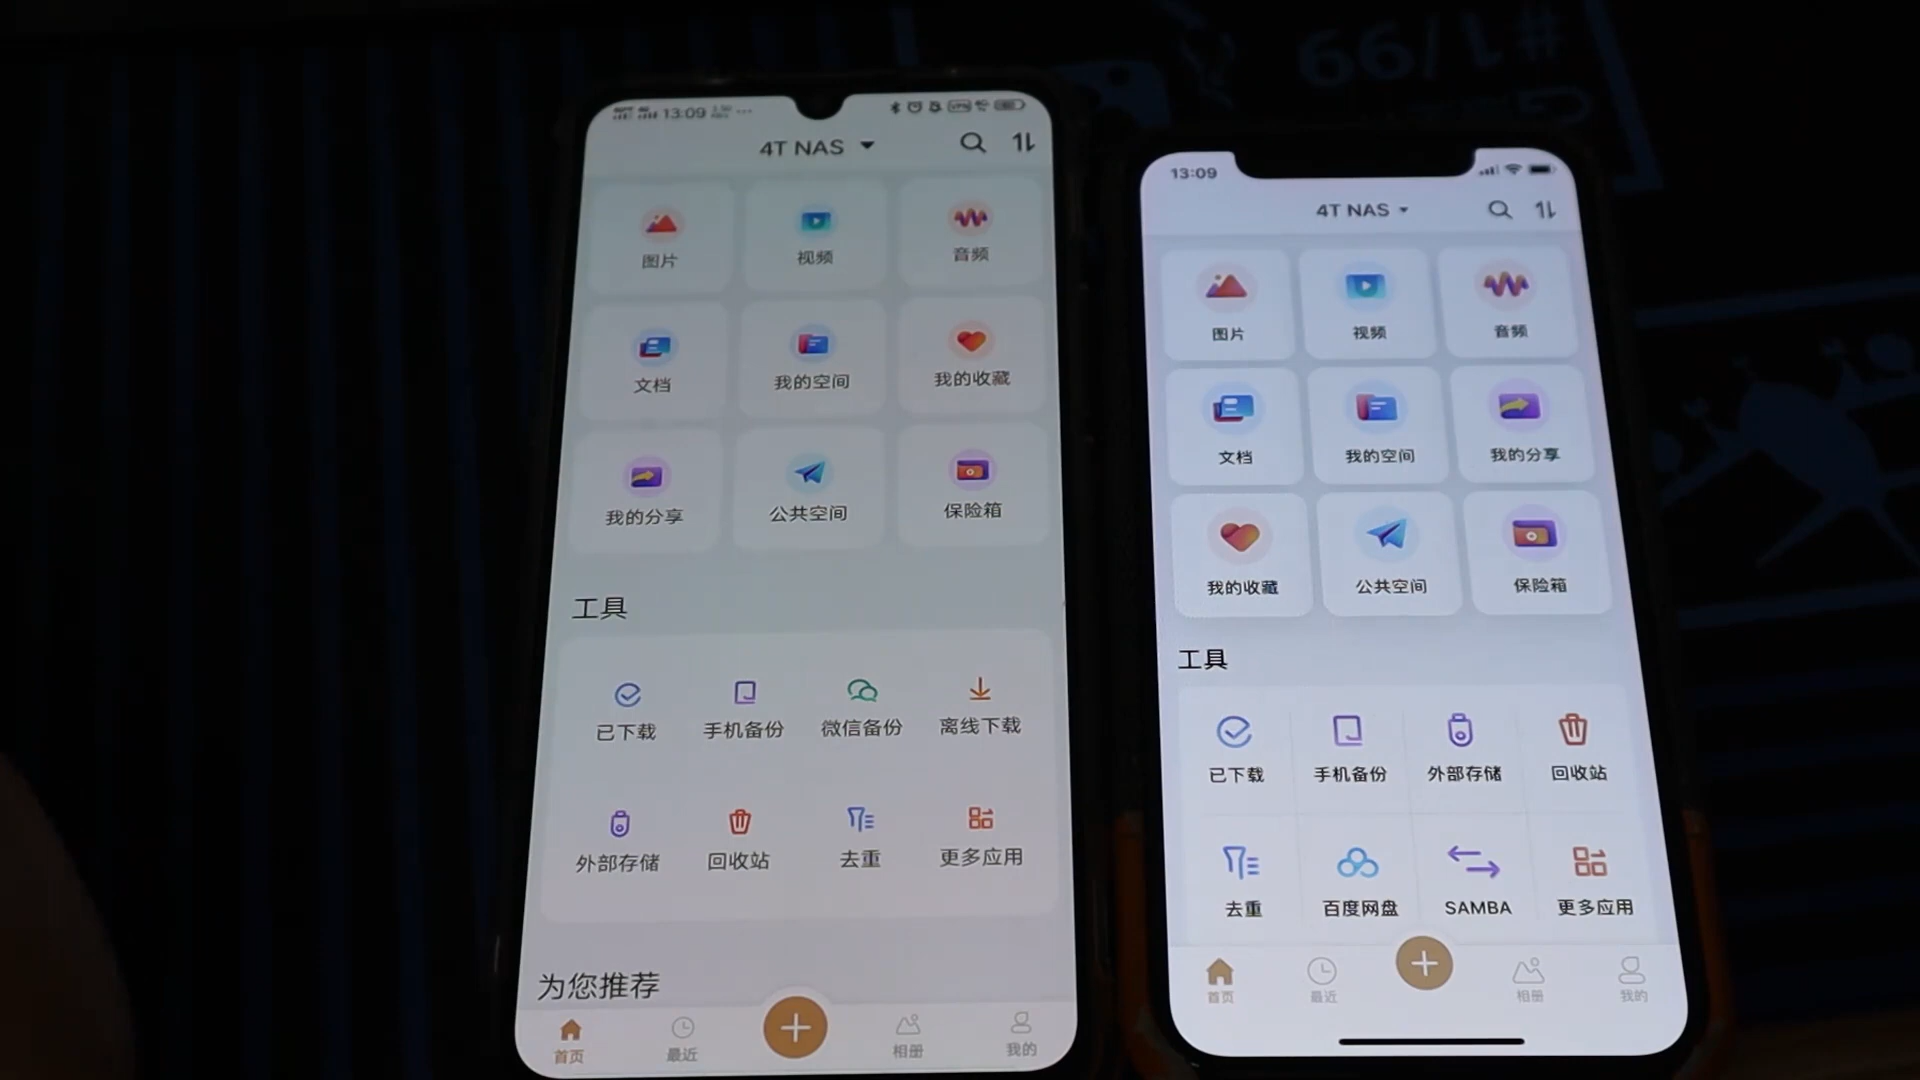 #1/99
13:09
4T NAS
图片 视频 音频
文档 我的空间 我的收藏
我的分享 公共空间 保险箱
工具
已下载 手机备份 微信备份 离线下载
外部存储 回收站 去重 更多应用
为您推荐
首页 最近 相册 我的
13:09
4T NAS
图片 视频 音频
文档 我的空间 我的分享
我的收藏 公共空间 保险箱
工具
已下载 手机备份 外部存储 回收站
去重 百度网盘 SAMBA 更多应用
首页 最近 相册 我的